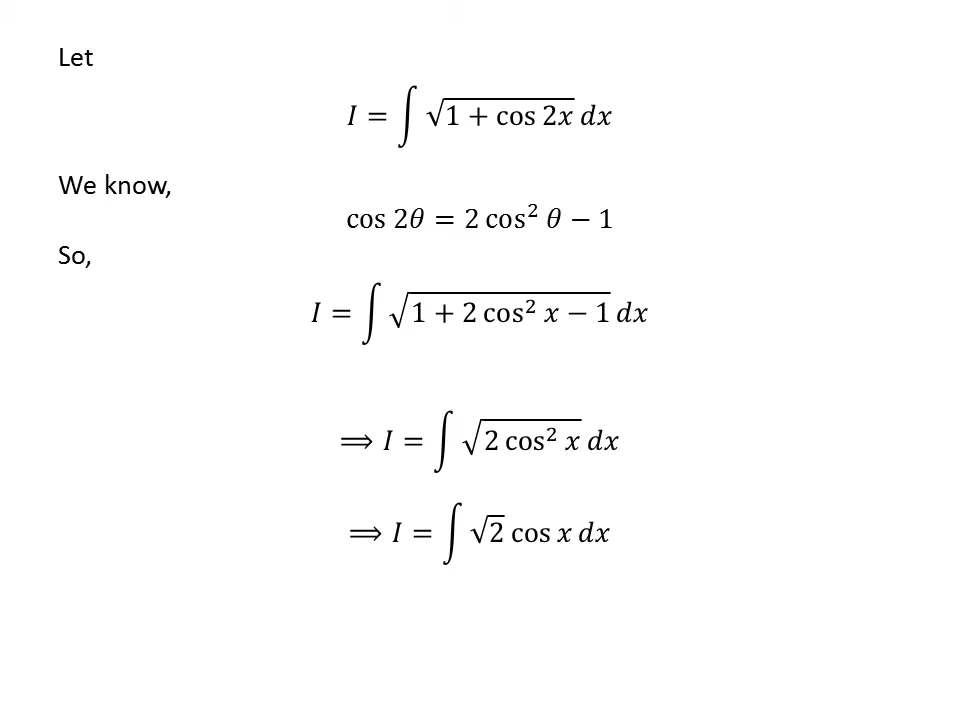 Let
I = ∫ √(1 + cos 2x) dx
We know,
cos 2θ = 2 cos² θ − 1
So,
I = ∫ √(1 + 2 cos² x − 1) dx
⟹ I = ∫ √(2 cos² x) dx
⟹ I = ∫ √2 cos x dx